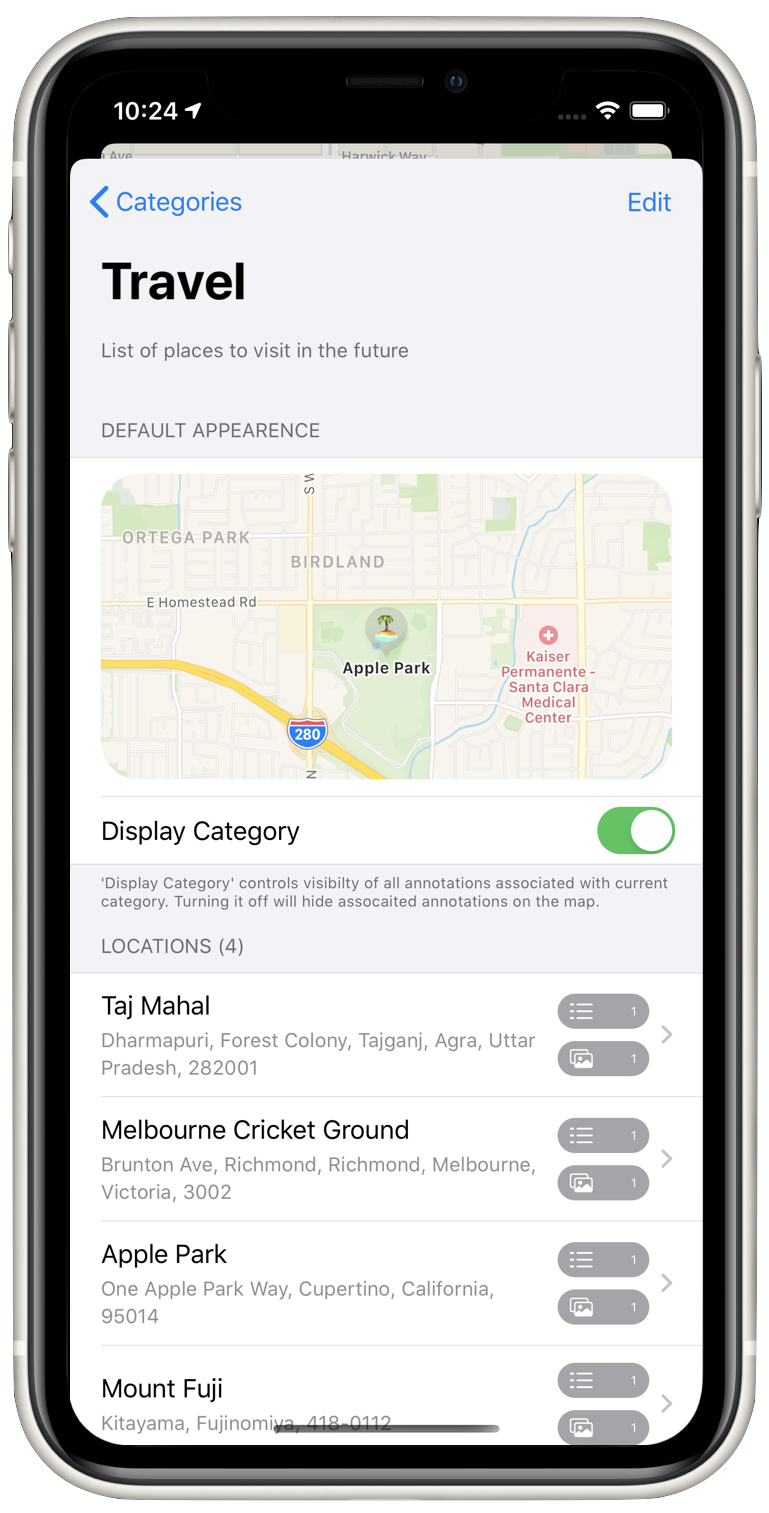 10:24
a Ave
Harwick Way
Categories
Edit
Travel
List of places to visit in the future
DEFAULT APPEARENCE
S W
ORTEGA PARK
BIRDLAND
E Homestead Rd
Apple Park
Kaiser
Permanente -
Santa Clara
Medical
Center
280
N
Display Category
'Display Category' controls visibilty of all annotations associated with current
category. Turning it off will hide assocaited annotations on the map.
LOCATIONS (4)
Taj Mahal
1
Dharmapuri, Forest Colony, Tajganj, Agra, Uttar
Pradesh, 282001
1
Melbourne Cricket Ground
1
Brunton Ave, Richmond, Richmond, Melbourne,
Victoria, 3002
1
Apple Park
1
One Apple Park Way, Cupertino, California,
95014
1
Mount Fuji
1
Kitayama, Fujinomiya, 418-0112
1